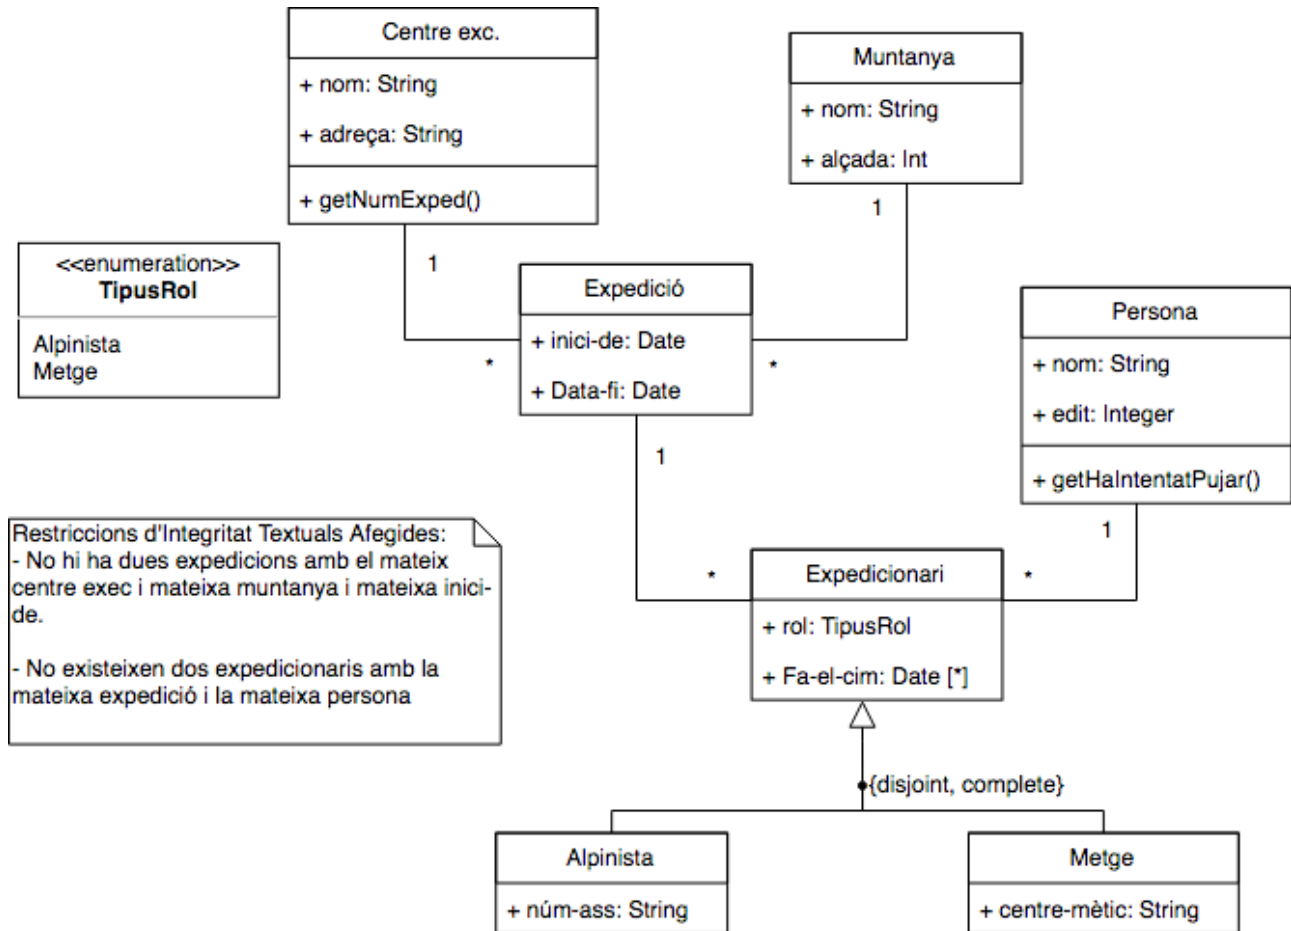 Centre exc.
+ nom: String
+ adreça: String
+ getNumExped()
Muntanya
+ nom: String
+ alçada: Int
1
1
<<enumeration>>
TipusRol
Alpinista
Metge
Expedició
+ inici-de: Date
+ Data-fi: Date
*
*
1
Persona
+ nom: String
+ edit: Integer
+ getHaIntentatPujar()
1
Restriccions d'Integritat Textuals Afegides:
- No hi ha dues expedicions amb el mateix
centre exec i mateixa muntanya i mateixa inici-
de.
- No existeixen dos expedicionaris amb la
mateixa expedició i la mateixa persona
*
*
Expedicionari
+ rol: TipusRol
+ Fa-el-cim: Date [*]
{disjoint, complete}
Alpinista
+ núm-ass: String
Metge
+ centre-mètic: String